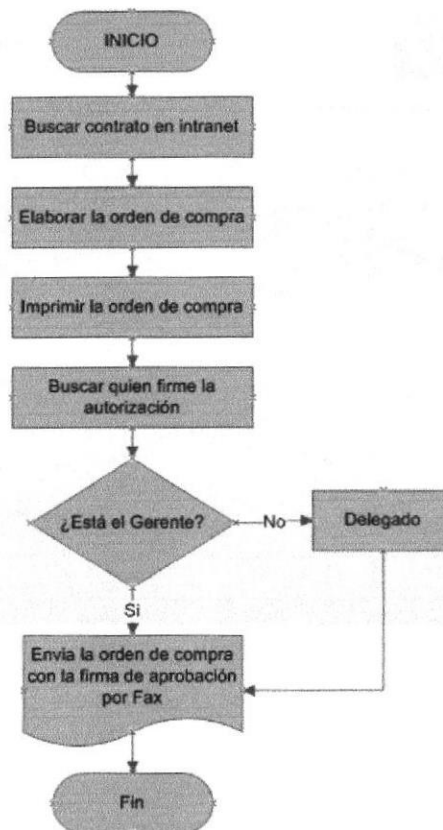 INICIO
Buscar contrato en intranet
Elaborar la orden de compra
Imprimir la orden de compra
Buscar quien firme la
autorización
¿Está el Gerente?
No
Delegado
Si
Envia la orden de compra
con la firma de aprobación
por Fax
Fin